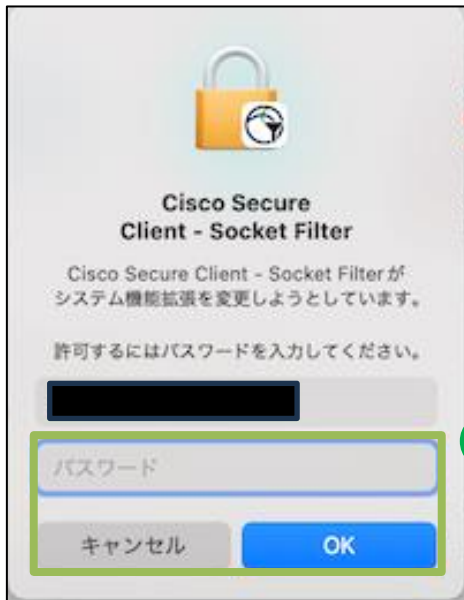 Cisco Secure
Client - Socket Filter
Cisco Secure Client - Socket Filterが
システム機能拡張を変更しようとしています。
許可するにはパスワードを入力してください。
パスワード
キャンセル
OK